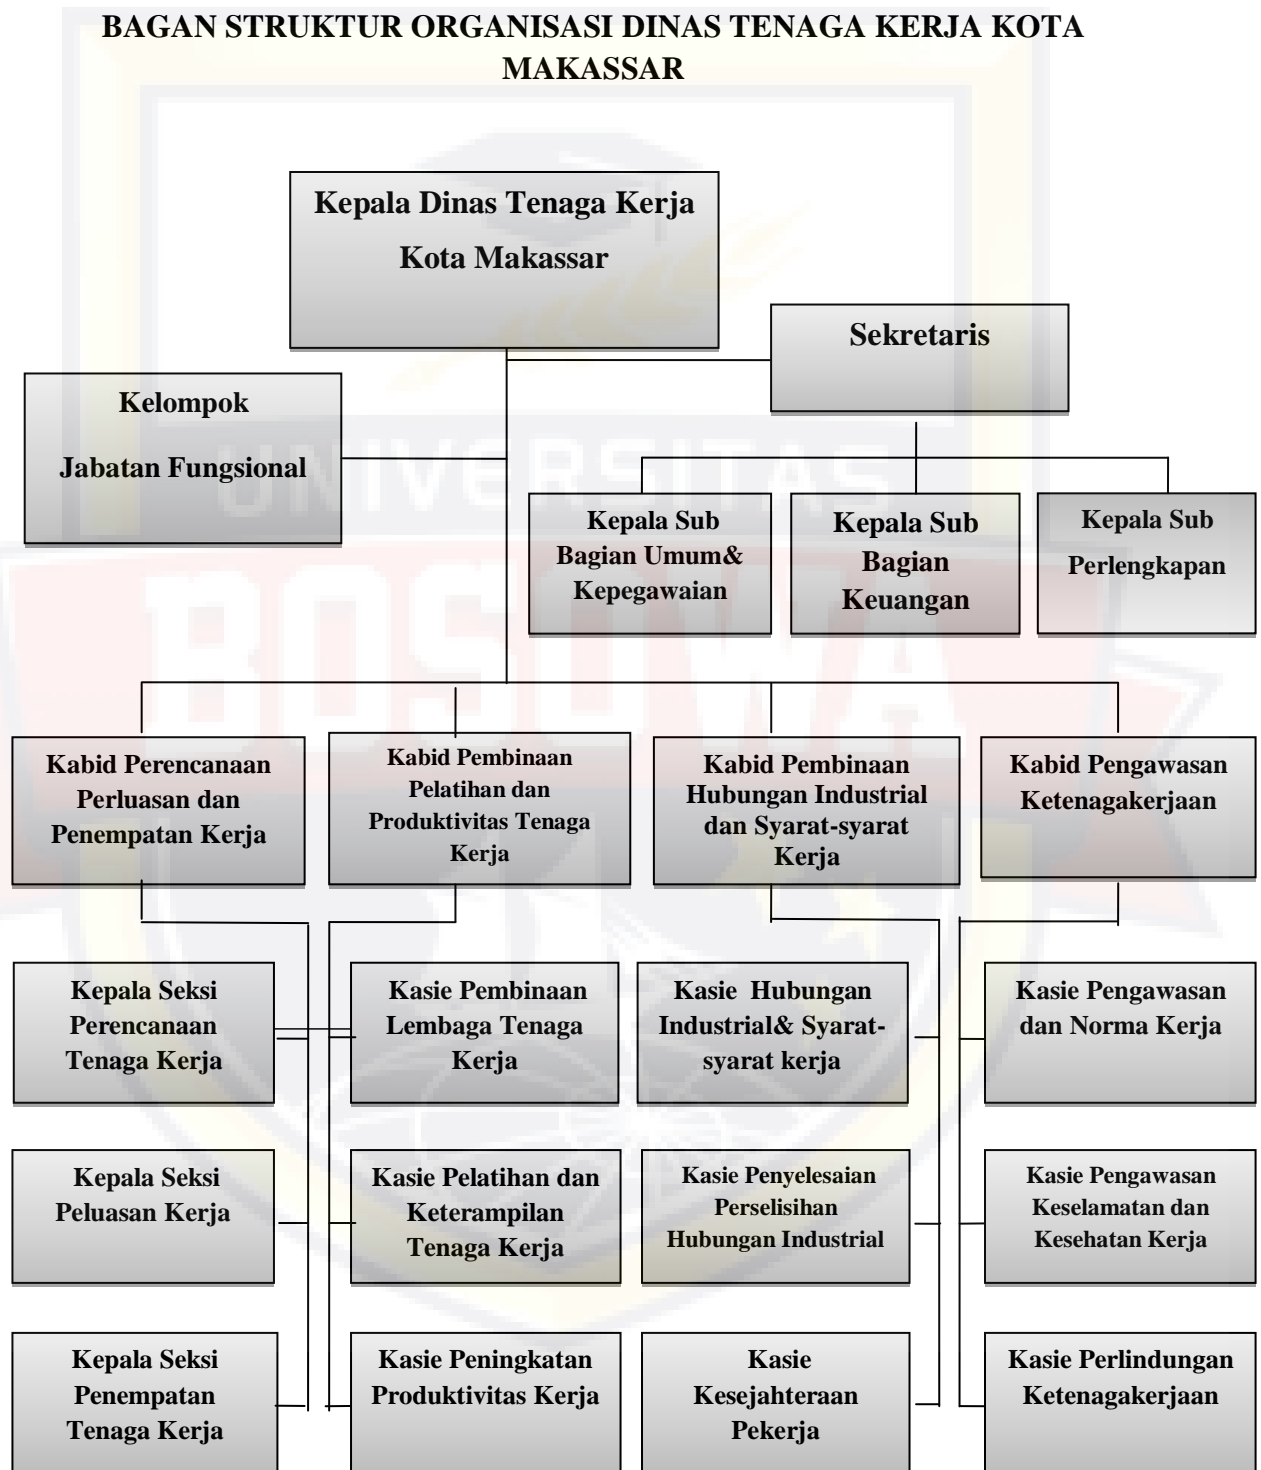 BAGAN STRUKTUR ORGANISASI DINAS TENAGA KERJA KOTA
MAKASSAR
Kepala Dinas Tenaga Kerja
Kota Makassar
Sekretaris
Kelompok
Jabatan Fungsional
UNIVERSITAS
BOSOWA
Kepala Sub
Bagian Umum&
Kepegawaian
Kepala Sub
Bagian
Keuangan
Kepala Sub
Perlengkapan
Kabid Perencanaan
Perluasan dan
Penempatan Kerja
Kabid Pembinaan
Pelatihan dan
Produktivitas Tenaga
Kerja
Kabid Pembinaan
Hubungan Industrial
dan Syarat-syarat
Kerja
Kabid Pengawasan
Ketenagakerjaan
Kepala Seksi
Perencanaan
Tenaga Kerja
Kasie Pembinaan
Lembaga Tenaga
Kerja
Kasie Hubungan
Industrial& Syarat-
syarat kerja
Kasie Pengawasan
dan Norma Kerja
Kepala Seksi
Peluasan Kerja
Kasie Pelatihan dan
Keterampilan
Tenaga Kerja
Kasie Penyelesaian
Perselisihan
Hubungan Industrial
Kasie Pengawasan
Keselamatan dan
Kesehatan Kerja
Kepala Seksi
Penempatan
Tenaga Kerja
Kasie Peningkatan
Produktivitas Kerja
Kasie
Kesejahteraan
Pekerja
Kasie Perlindungan
Ketenagakerjaan